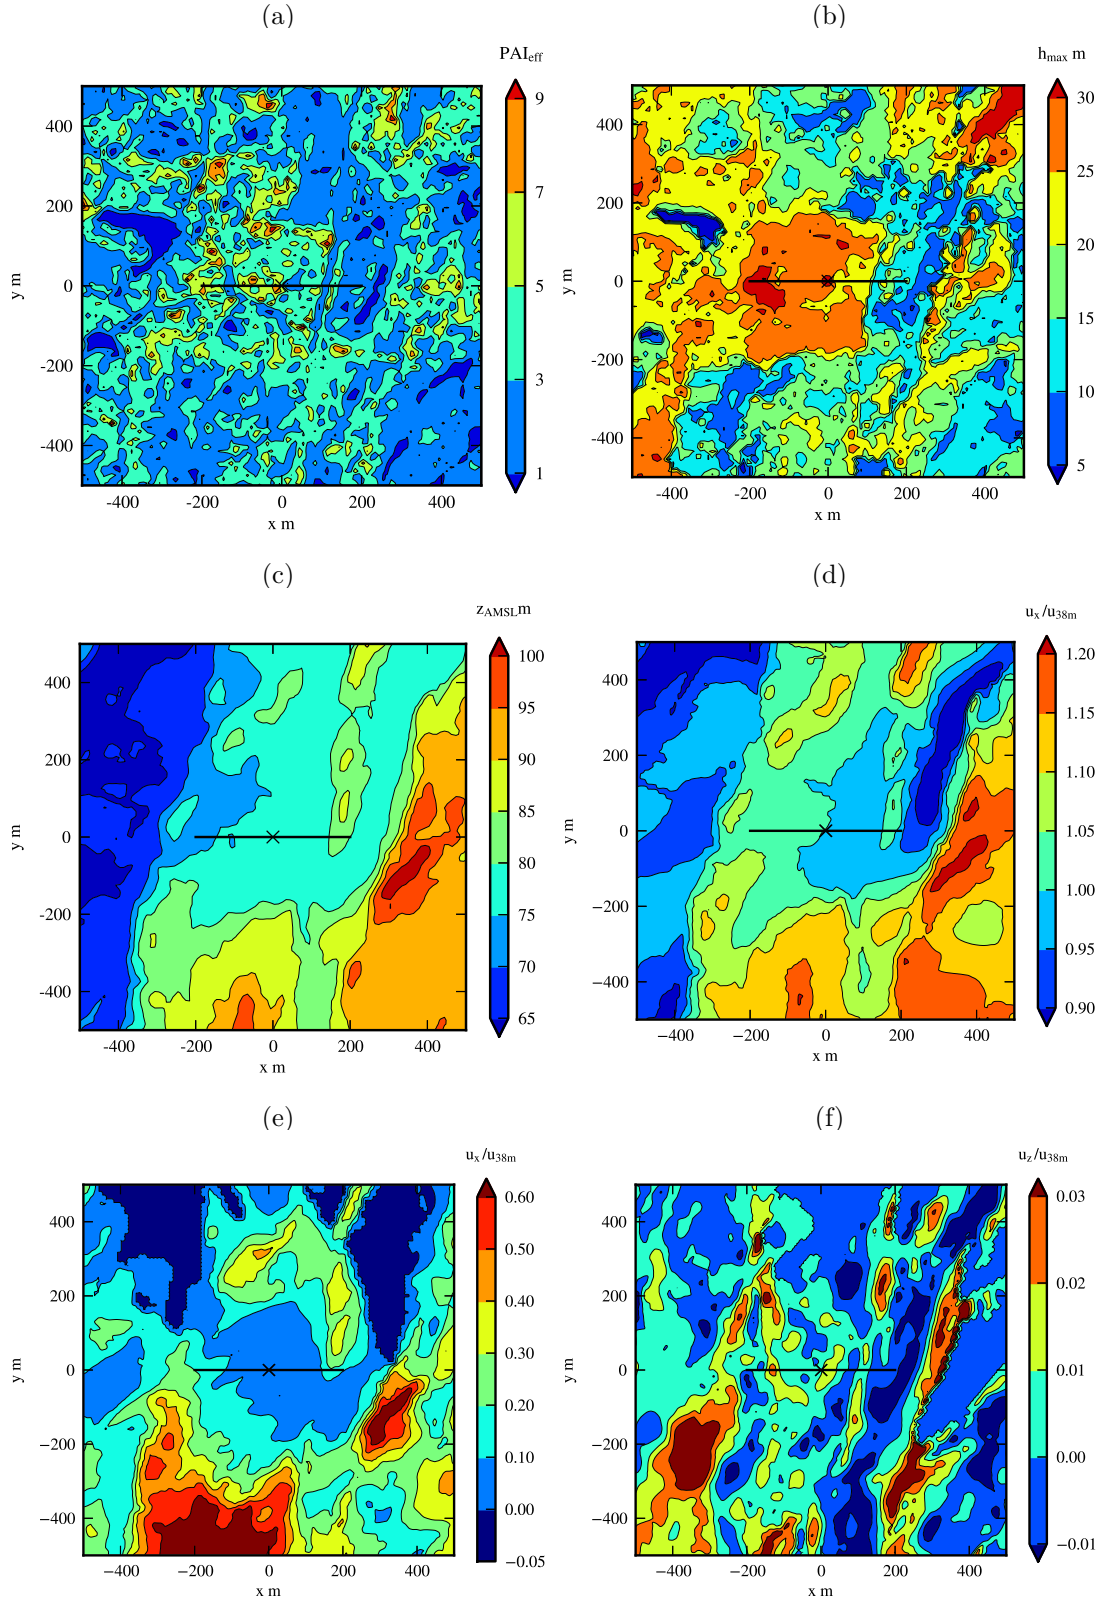 (a) (b)
PAIeff hmax m
9 30
400 400
7 25
200 200
20
y m 0 5 y m 0
15
-200 -200
3 10
-400 -400
1 5
-400 -200 0 200 400 -400 -200 0 200 400
x m x m
(c) (d)
zAMSLm ux/u38m
100 1.20
400 95 400 1.15
90
200 200 1.10
85
y m 0 y m 0 1.05
80
-200 75 −200 1.00
70 0.95
-400 −400
65 0.90
-400 -200 0 200 400 −400 −200 0 200 400
x m x m
(e) (f)
ux/u38m uz/u38m
0.60 0.03
400 400
0.50
200 0.40 200 0.02
0.30
y m 0 y m 0 0.01
0.20
−200 0.10 −200
0.00
−400 0.00 −400
−0.05 −0.01
−400 −200 0 200 400 −400 −200 0 200 400
x m x m